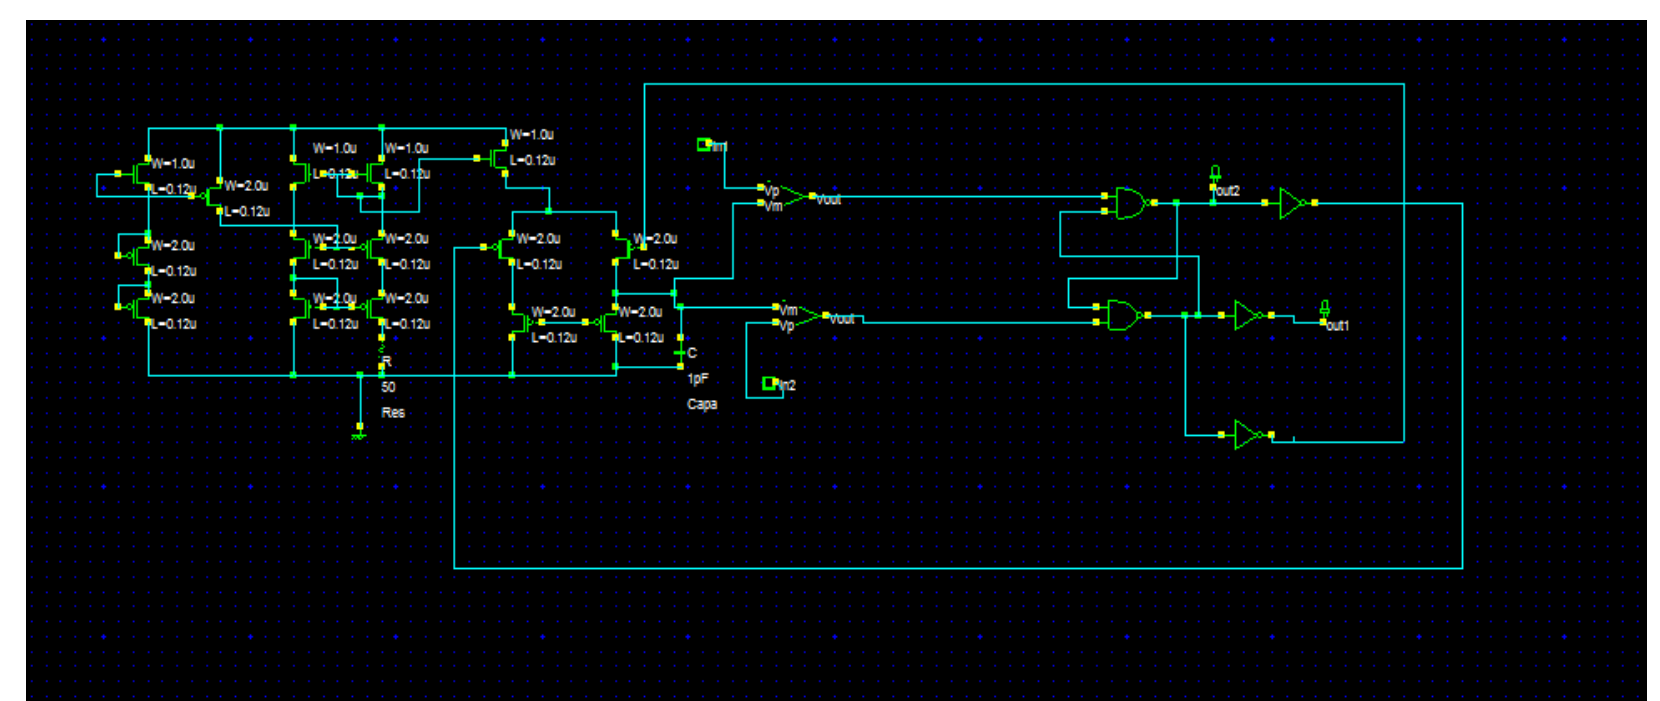 W=1.0u
L=0.12u
W=2.0u
L=0.12u
W=1.0u
L=0.12u
W=1.0u
L=0.12u
W=1.0u
L=0.12u
W=2.0u
L=0.12u
W=2.0u
L=0.12u
W=2.0u
L=0.12u
W=2.0u
L=0.12u
W=2.0u
L=0.12u
W=2.0u
L=0.12u
W=2.0u
L=0.12u
W=2.0u
L=0.12u
W=2.0u
L=0.12u
W=2.0u
L=0.12u
R
50
Res
C
1pF
Capa
in1
Vp
Vm
Vout
Vm
Vp
Vout
in2
out2
out1